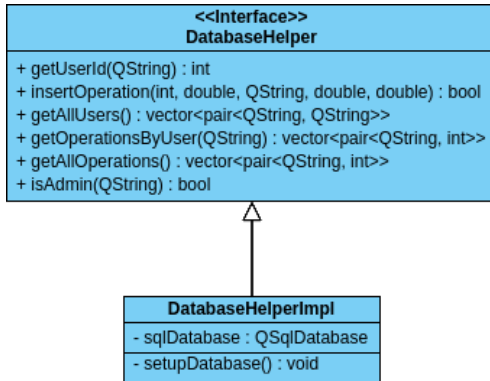 <<Interface>>
DatabaseHelper
+ getUserId(QString) : int
+ insertOperation(int, double, QString, double, double) : bool
+ getAllUsers() : vector<pair<QString, QString>>
+ getOperationsByUser(QString) : vector<pair<QString, int>>
+ getAllOperations() : vector<pair<QString, int>>
+ isAdmin(QString) : bool
DatabaseHelperImpl
- sqlDatabase : QSqlDatabase
- setupDatabase() : void